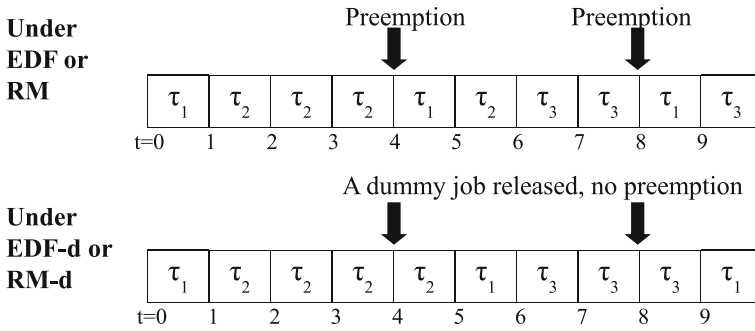 Preemption Preemption
Under
EDF or
RM
τ₁ τ₂ τ₂ τ₂ τ₁ τ₂ τ₃ τ₃ τ₁ τ₃
t=0 1 2 3 4 5 6 7 8 9
A dummy job released, no preemption
Under
EDF-d or
RM-d
τ₁ τ₂ τ₂ τ₂ τ₂ τ₁ τ₃ τ₃ τ₃ τ₁
t=0 1 2 3 4 5 6 7 8 9